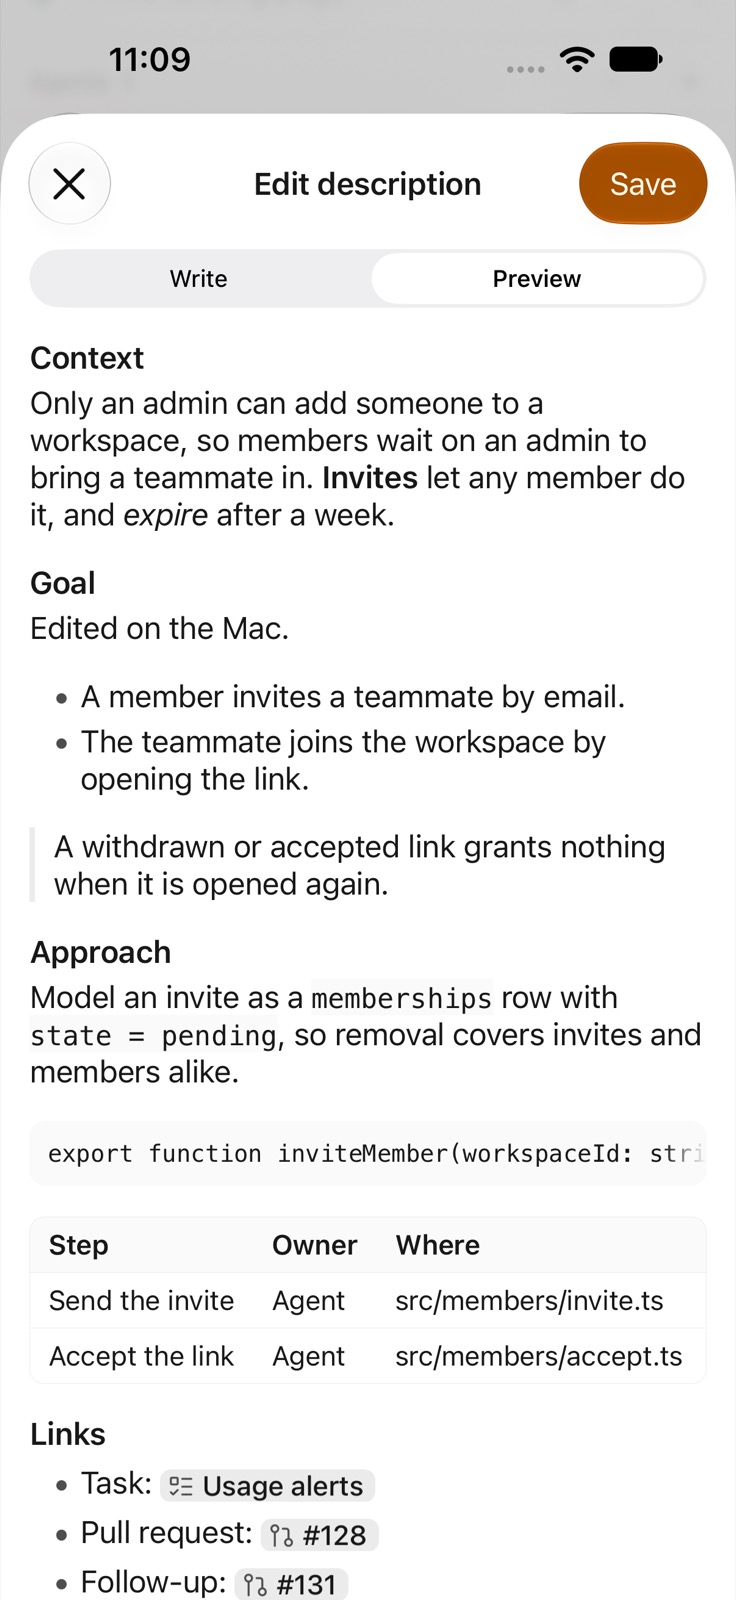 11:09
Edit description
Save
Write
Preview
Context
Only an admin can add someone to a
workspace, so members wait on an admin to
bring a teammate in. Invites let any member do
it, and expire after a week.
Goal
Edited on the Mac.
A member invites a teammate by email.
The teammate joins the workspace by
opening the link.
A withdrawn or accepted link grants nothing
when it is opened again.
Approach
Model an invite as a memberships row with
state = pending, so removal covers invites and
members alike.
export function inviteMember(workspaceId: stri
Step Owner Where
Send the invite Agent src/members/invite.ts
Accept the link Agent src/members/accept.ts
Links
Task: Usage alerts
Pull request: #128
Follow-up: #131